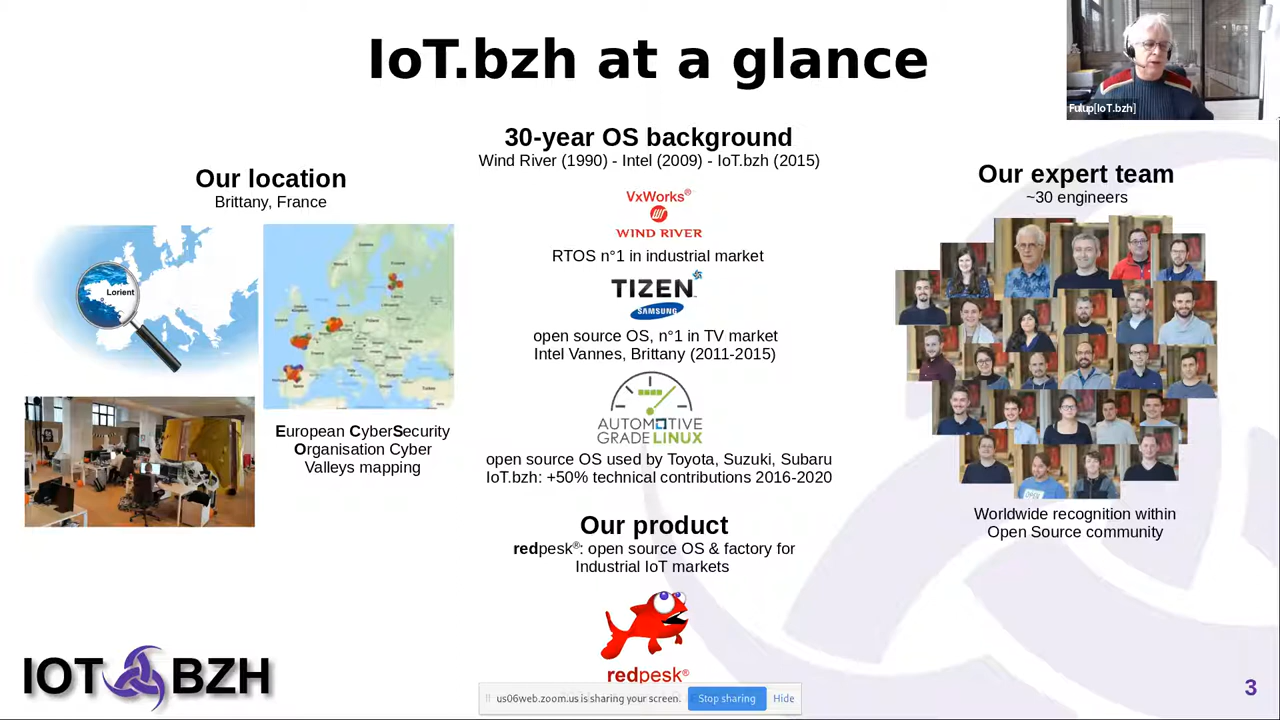 IoT.bzh at a glance
Fulup[IoT.bzh]
Our location
Brittany, France
Lorient
European CyberSecurity
Organisation Cyber
Valleys mapping
30-year OS background
Wind River (1990) - Intel (2009) - IoT.bzh (2015)
VxWorks®
WIND RIVER
RTOS n°1 in industrial market
TIZEN
SAMSUNG
open source OS, n°1 in TV market
Intel Vannes, Brittany (2011-2015)
AUTOMOTIVE
GRADE LINUX
open source OS used by Toyota, Suzuki, Subaru
IoT.bzh: +50% technical contributions 2016-2020
Our product
redpesk®: open source OS & factory for
Industrial IoT markets
redpesk®
Our expert team
~30 engineers
Worldwide recognition within
Open Source community
IOT BZH
us06web.zoom.us is sharing your screen.
Stop sharing
Hide
3